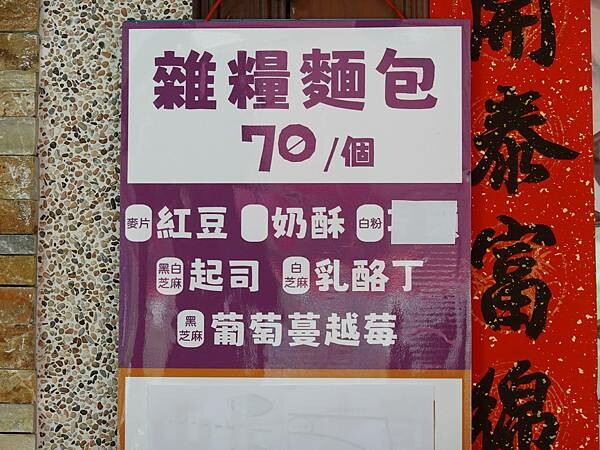 雜糧麵包
70/個
麥片 紅豆 奶酥 白粉
黑白芝麻 起司 白芝麻 乳酪丁
黑芝麻 葡萄蔓越莓
開泰富綿